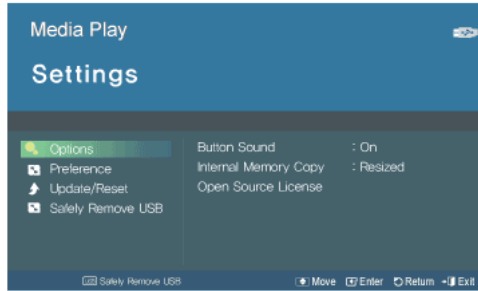 Media Play
Settings
Options
Preference
Update/Reset
Safely Remove USB
Button Sound : On
Internal Memory Copy : Resized
Open Source License
Safely Remove USB Move Enter Return Exit